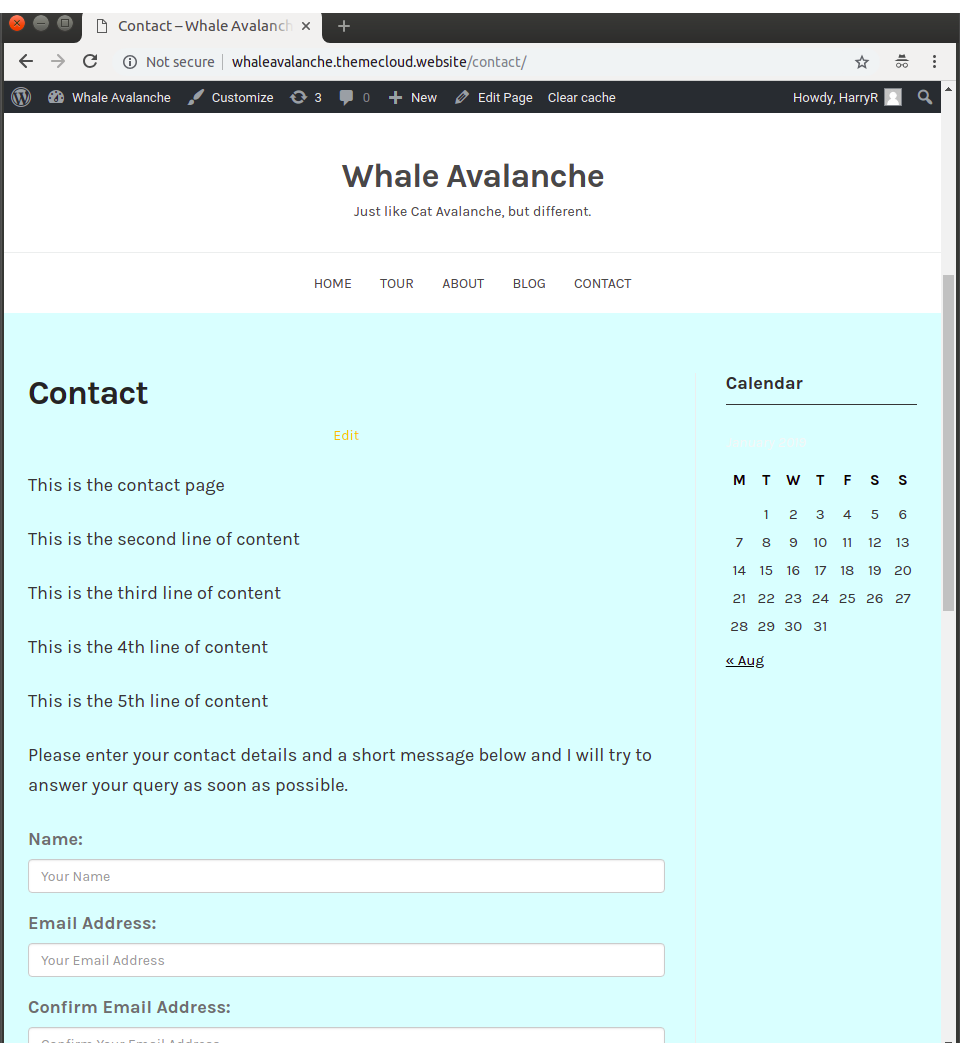 Contact – Whale Avalanch
Not secure whaleavalanche.themecloud.website/contact/
Whale Avalanche Customize 3 0 New Edit Page Clear cache Howdy, HarryR
Whale Avalanche
Just like Cat Avalanche, but different.
HOME TOUR ABOUT BLOG CONTACT
Contact
Edit
This is the contact page
This is the second line of content
This is the third line of content
This is the 4th line of content
This is the 5th line of content
Please enter your contact details and a short message below and I will try to
answer your query as soon as possible.
Name:
Your Name
Email Address:
Your Email Address
Confirm Email Address:
Confirm Your Email Address
Calendar
M T W T F S S
1 2 3 4 5 6
7 8 9 10 11 12 13
14 15 16 17 18 19 20
21 22 23 24 25 26 27
28 29 30 31
« Aug